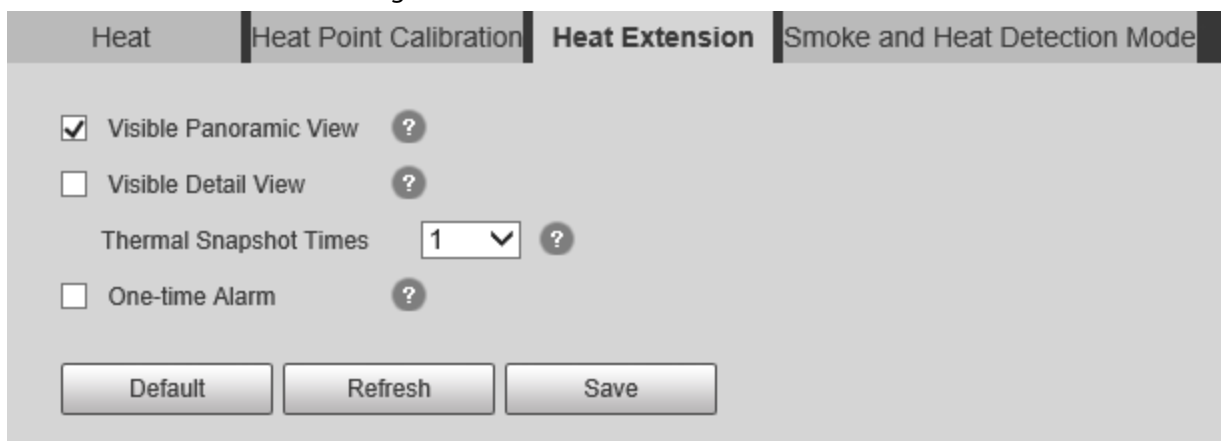 Heat Heat Point Calibration Heat Extension Smoke and Heat Detection Mode
Visible Panoramic View ?
Visible Detail View ?
Thermal Snapshot Times 1 ?
One-time Alarm ?
Default Refresh Save